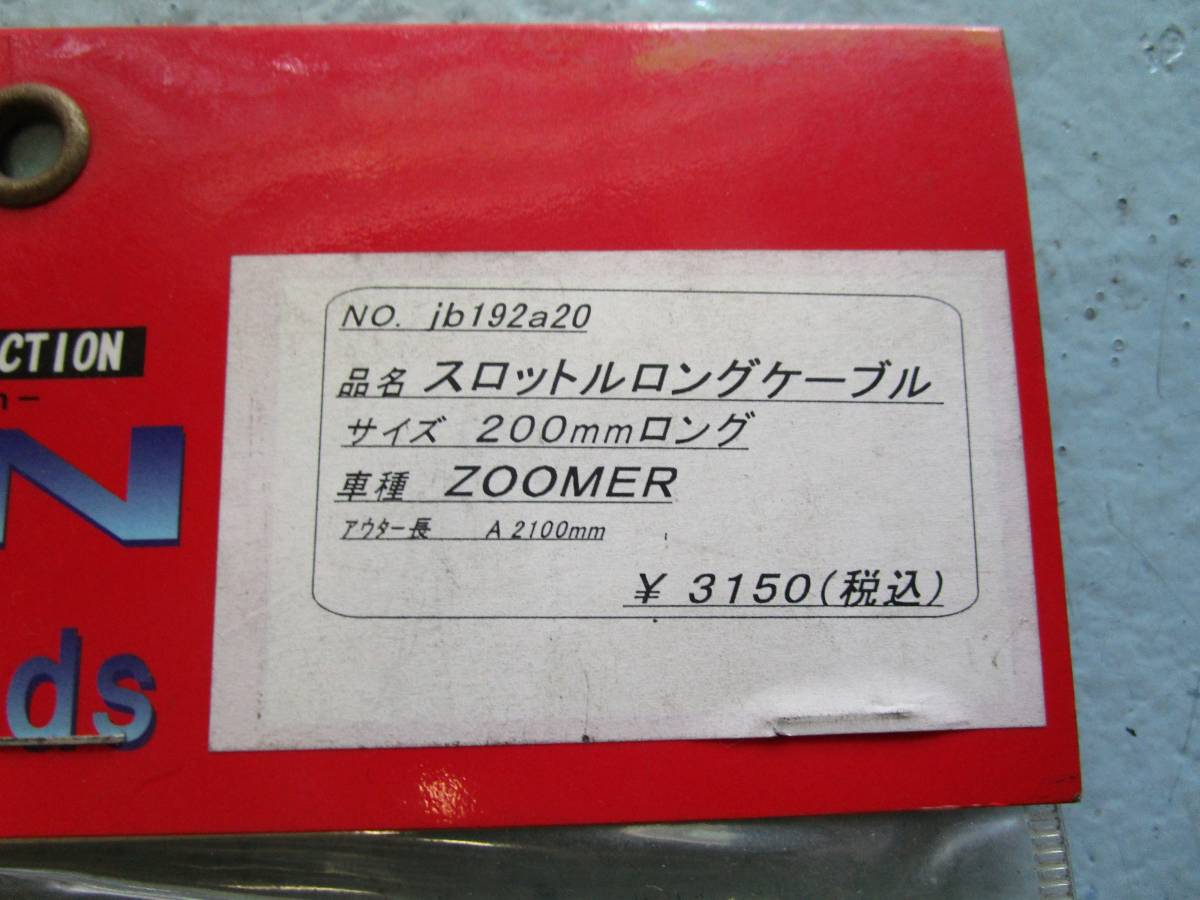 CTION
n-
N
ds
NO. jb192a20
品名 スロットルロングケーブル
サイズ 200mmロング
車種 ZOOMER
アウター長 A 2100mm
¥ 3150(税込)